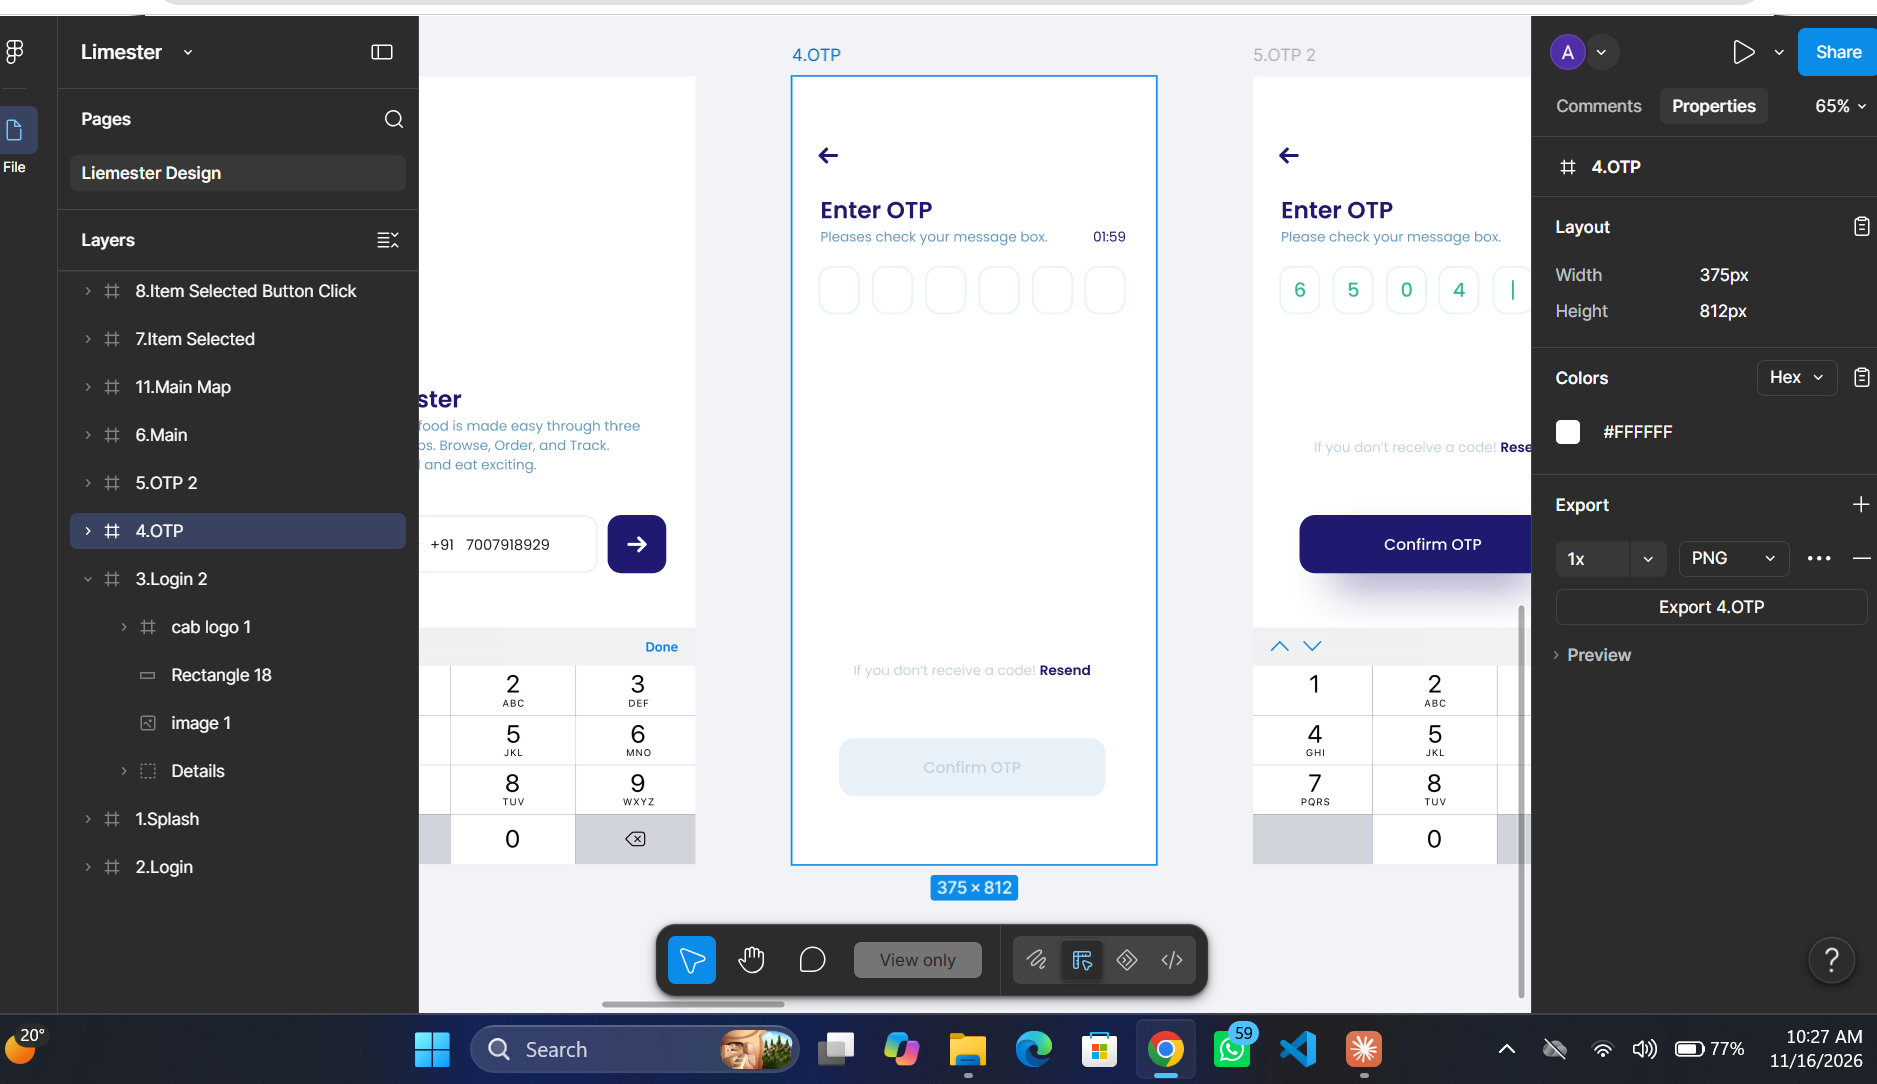 Limester
File
Pages
Liemester Design
Layers
8.Item Selected Button Click
7.Item Selected
11.Main Map
6.Main
5.OTP 2
4.OTP
3.Login 2
cab logo 1
Rectangle 18
image 1
Details
1.Splash
2.Login
ster
food is made easy through three
ps. Browse, Order, and Track.
and eat exciting.
+91 7007918929
Done
2 ABC
3 DEF
5 JKL
6 MNO
8 TUV
9 WXYZ
0
4.OTP
Enter OTP
Pleases check your message box.
01:59
If you don't receive a code! Resend
Confirm OTP
375 × 812
5.OTP 2
Enter OTP
Please check your message box.
6 5 0 4
If you don't receive a code! Rese
Confirm OTP
1
2 ABC
4 GHI
5 JKL
7 PQRS
8 TUV
0
View only
A
Share
Comments
Properties
65%
4.OTP
Layout
Width 375px
Height 812px
Colors
Hex
#FFFFFF
Export
1x
PNG
Export 4.OTP
Preview
?
20°
Search
59
77%
10:27 AM
11/16/2026